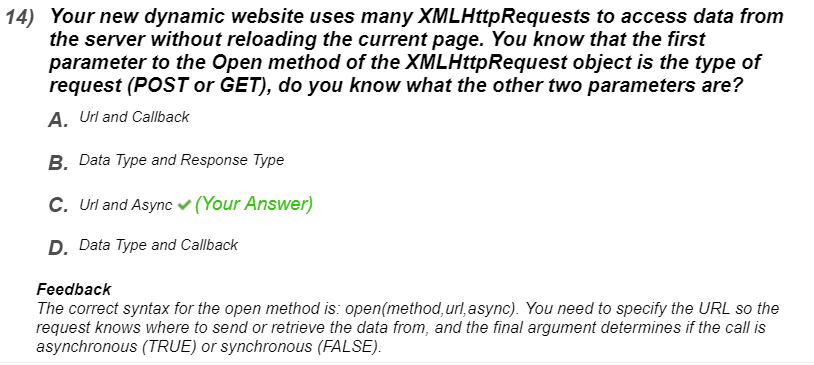 14) Your new dynamic website uses many XMLHttpRequests to access data from
the server without reloading the current page. You know that the first
parameter to the Open method of the XMLHttpRequest object is the type of
request (POST or GET), do you know what the other two parameters are?
A. Url and Callback
B. Data Type and Response Type
C. Url and Async ✔ (Your Answer)
D. Data Type and Callback
Feedback
The correct syntax for the open method is: open(method,url,async). You need to specify the URL so the
request knows where to send or retrieve the data from, and the final argument determines if the call is
asynchronous (TRUE) or synchronous (FALSE).